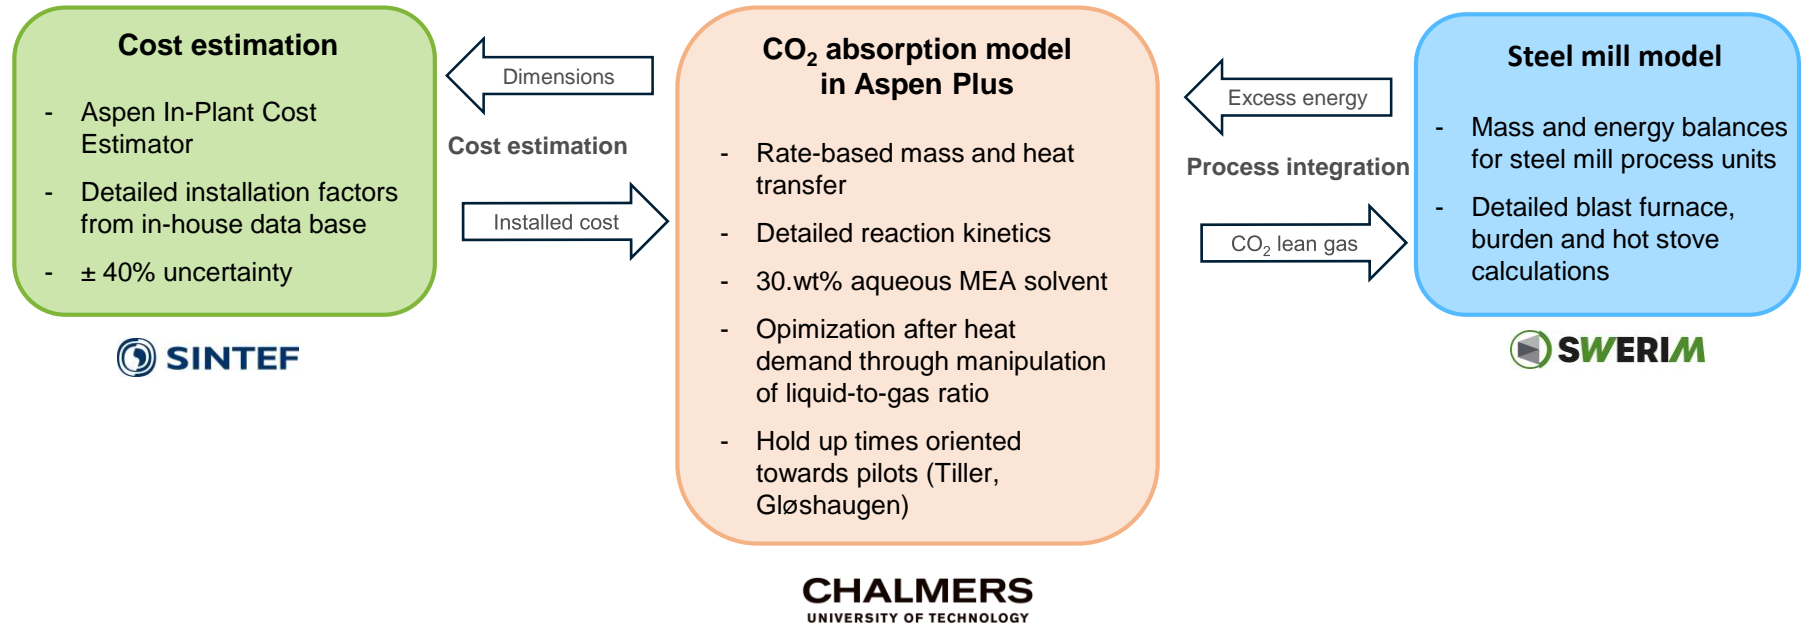 Cost estimation
- Aspen In-Plant Cost
Estimator
- Detailed installation factors
from in-house data base
- ± 40% uncertainty
SINTEF
Dimensions
Cost estimation
Installed cost
CO₂ absorption model
in Aspen Plus
- Rate-based mass and heat
transfer
- Detailed reaction kinetics
- 30.wt% aqueous MEA solvent
- Opimization after heat
demand through manipulation
of liquid-to-gas ratio
- Hold up times oriented
towards pilots (Tiller,
Gløshaugen)
CHALMERS
UNIVERSITY OF TECHNOLOGY
Excess energy
Process integration
CO₂ lean gas
Steel mill model
- Mass and energy balances
for steel mill process units
- Detailed blast furnace,
burden and hot stove
calculations
SWERIM